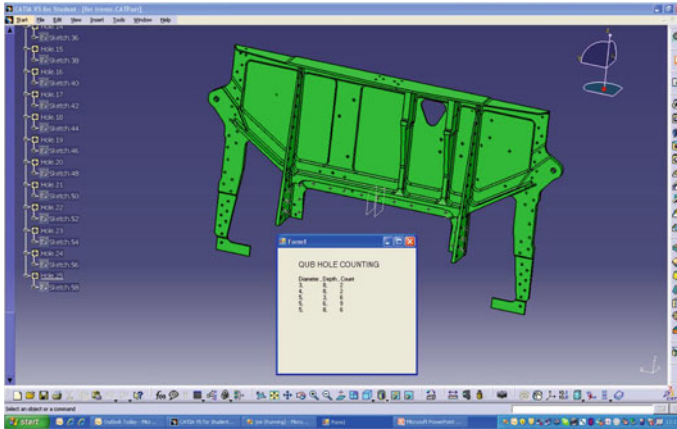 CATIA V5 for Student - [for trevor.CATPart]
Start File Edit View Insert Tools Window Help
Hole.14
Sketch.36
Hole.15
Sketch.38
Hole.16
Sketch.40
Hole.17
Sketch.42
Hole.18
Sketch.44
Hole.19
Sketch.46
Hole.20
Sketch.48
Hole.21
Sketch.50
Hole.22
Sketch.52
Hole.23
Sketch.54
Hole.24
Sketch.56
Hole.25
Sketch.58
Form1
QUB HOLE COUNTING
Diameter, Depth, Count
3, 8, 2
4, 8, 2
5, 3, 6
5, 6, 9
5, 8, 6
Select an object or a command
start
Outlook Today - Micr...
CATIA V5 for Student...
Form1
Microsoft PowerPoint ...